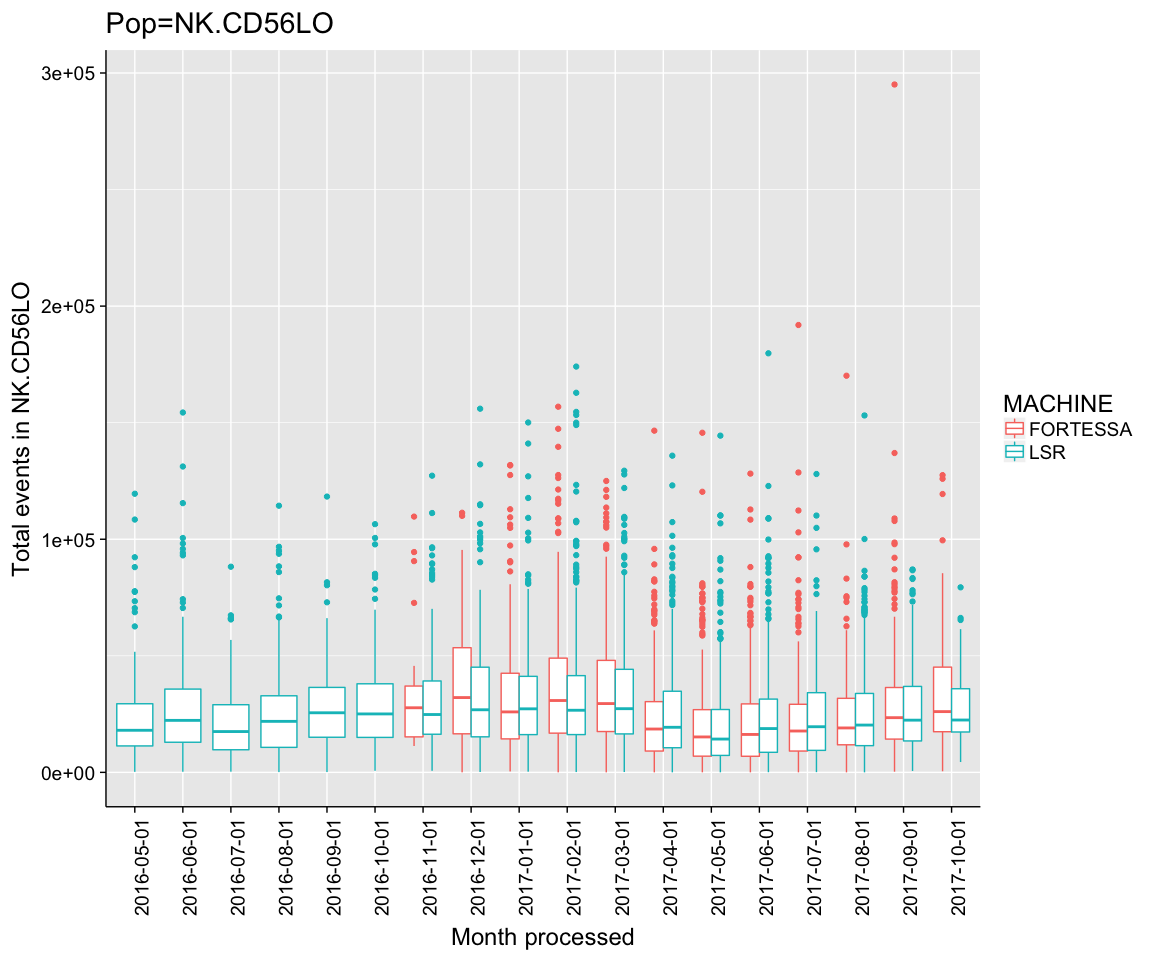 Pop=NK.CD56LO
3e+05
2e+05
1e+05
0e+00
Total events in NK.CD56LO
2016-05-01
2016-06-01
2016-07-01
2016-08-01
2016-09-01
2016-10-01
2016-11-01
2016-12-01
2017-01-01
2017-02-01
2017-03-01
2017-04-01
2017-05-01
2017-06-01
2017-07-01
2017-08-01
2017-09-01
2017-10-01
Month processed
MACHINE
FORTESSA
LSR